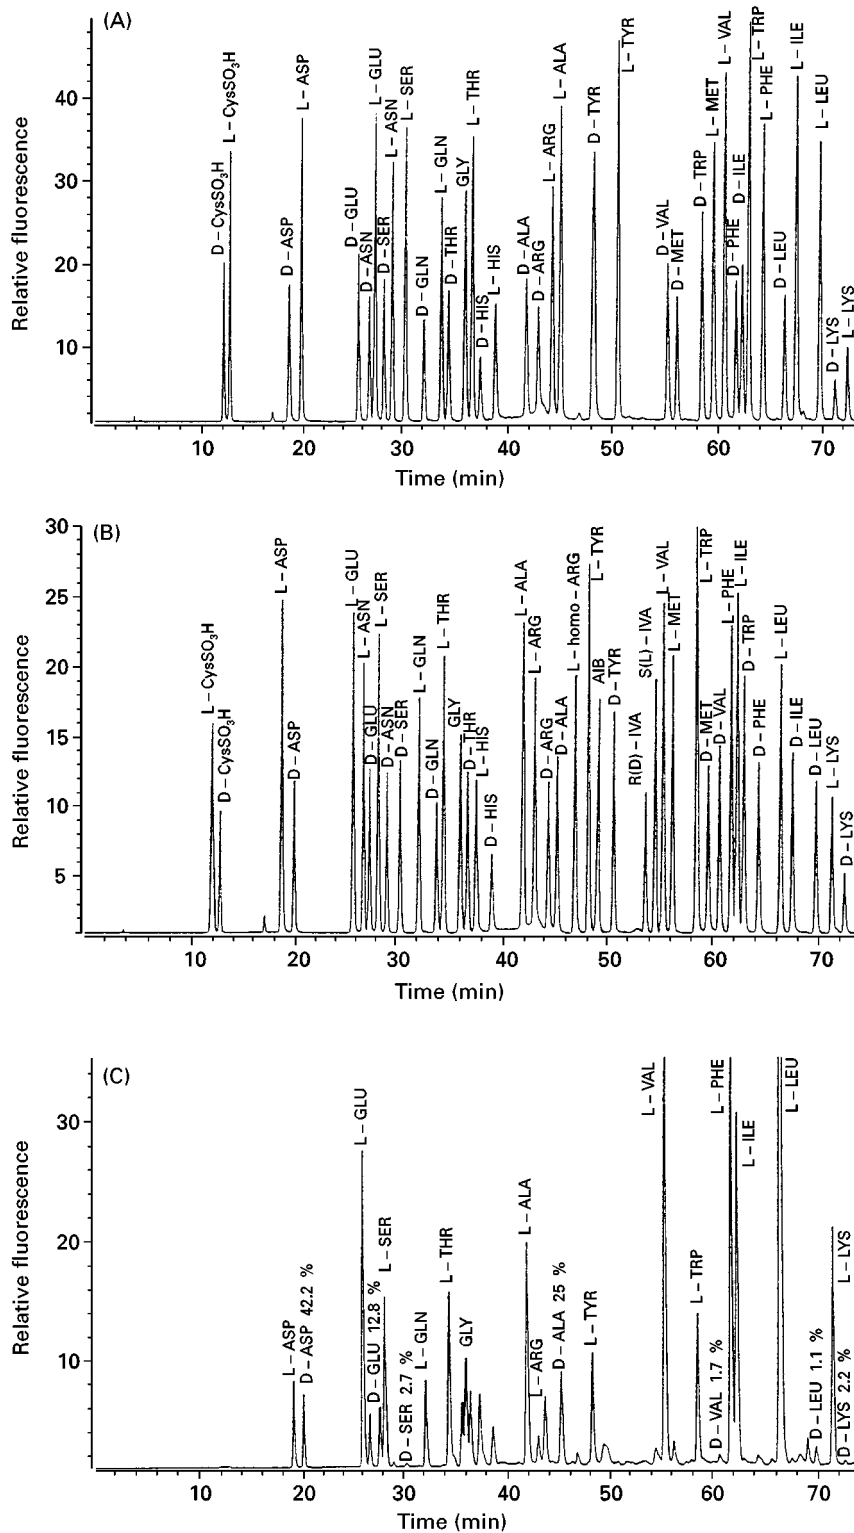 (A)
Relative fluorescence
40
30
20
10
D – CysSO3H
L – CysSO3H
D – ASP
L – ASP
D – GLU
D – ASN
L – GLU
D – SER
L – ASN
L – SER
D – GLN
L – GLN
D – THR
GLY
L – THR
D – HIS
L – HIS
D – ALA
D – ARG
L – ARG
L – ALA
D – TYR
L – TYR
D – VAL
D – MET
D – TRP
L – MET
L – VAL
D – PHE
D – ILE
L – TRP
L – PHE
D – LEU
L – ILE
L – LEU
D – LYS
L – LYS
10 20 30 40 50 60 70
Time (min)
(B)
Relative fluorescence
30
25
20
15
10
5
1
L – CysSO3H
D – CysSO3H
L – ASP
D – ASP
L – GLU
L – ASN
D – GLU
L – SER
D – ASN
D – SER
L – GLN
D – GLN
L – THR
GLY
D – THR
L – HIS
D – HIS
L – ALA
L – ARG
D – ARG
D – ALA
L – homo – ARG
L – TYR
AIB
D – TYR
R(D) – IVA
S(L) – IVA
L – VAL
L – MET
L – TRP
D – MET
D – VAL
L – PHE
L – ILE
D – TRP
D – PHE
L – LEU
D – ILE
D – LEU
L – LYS
D – LYS
10 20 30 40 50 60 70
Time (min)
(C)
Relative fluorescence
30
20
10
L – ASP
D – ASP 42.2 %
L – GLU
D – GLU 12.8 %
L – SER
D – SER 2.7 %
L – GLN
L – THR
GLY
L – ALA
L – ARG
D – ALA 25 %
L – TYR
L – VAL
L – TRP
D – VAL 1.7 %
L – PHE
L – ILE
L – LEU
D – LEU 1.1 %
L – LYS
D – LYS 2.2 %
10 20 30 40 50 60 70
Time (min)